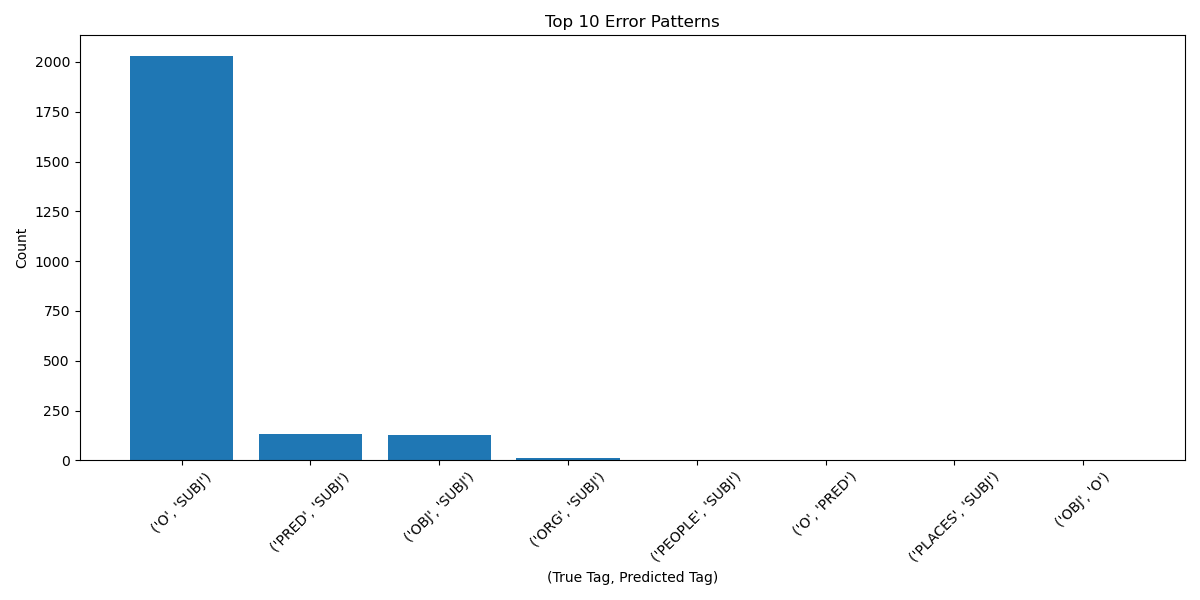 Top 10 Error Patterns
Count
2000
1750
1500
1250
1000
750
500
250
0
('O', 'SUBJ')
('PRED', 'SUBJ')
('OBJ', 'SUBJ')
('ORG', 'SUBJ')
('PEOPLE', 'SUBJ')
('O', 'PRED')
('PLACES', 'SUBJ')
('OBJ', 'O')
(True Tag, Predicted Tag)